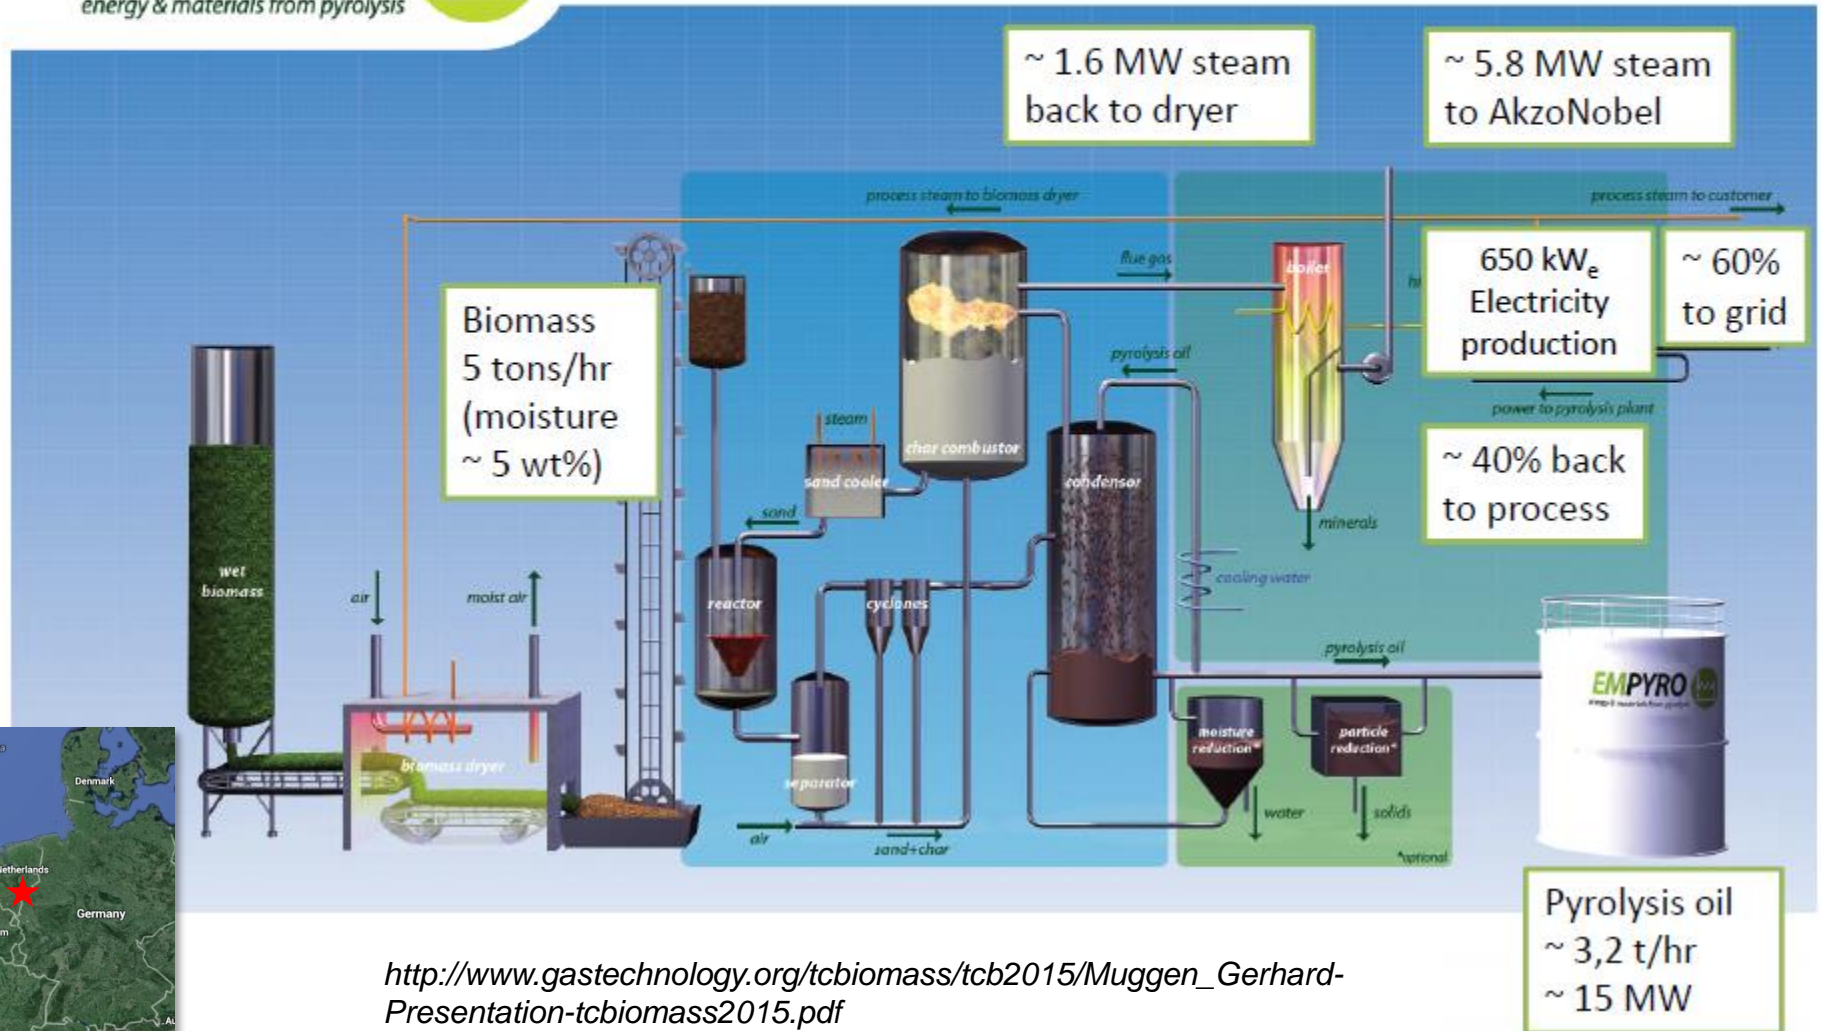 energy & materials from pyrolysis
~ 1.6 MW steam
back to dryer
~ 5.8 MW steam
to AkzoNobel
process steam to biomass dryer
process steam to customer
flue gas
boiler
650 kWe
Electricity
production
~ 60%
to grid
Biomass
5 tons/hr
(moisture
~ 5 wt%)
pyrolysis oil
power to pyrolysis plant
steam
char combustor
sand cooler
condensor
~ 40% back
to process
sand
minerals
wet
biomass
air
moist air
reactor
cyclones
cooling water
pyrolysis oil
EMPYRO
moisture
reduction*
particle
reduction*
biomass dryer
separator
water
solids
air
sand+char
*optional
Denmark
Netherlands
Germany
Pyrolysis oil
~ 3,2 t/hr
~ 15 MW
http://www.gastechnology.org/tcbiomass/tcb2015/Muggen_Gerhard-
Presentation-tcbiomass2015.pdf